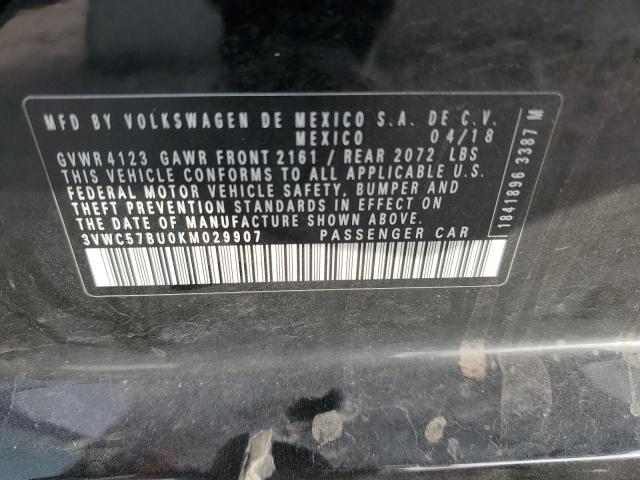 MFD BY VOLKSWAGEN DE MEXICO S.A. DE C.V.
MEXICO 04/18
GVWR 4123 GAWR FRONT 2161 / REAR 2072 LBS
THIS VEHICLE CONFORMS TO ALL APPLICABLE U.S.
FEDERAL MOTOR VEHICLE SAFETY, BUMPER AND
THEFT PREVENTION STANDARDS IN EFFECT ON
THE DATE OF MANUFACTURE SHOWN ABOVE.
3VWC57BU0KM029907 PASSENGER CAR
1841896 3387 M